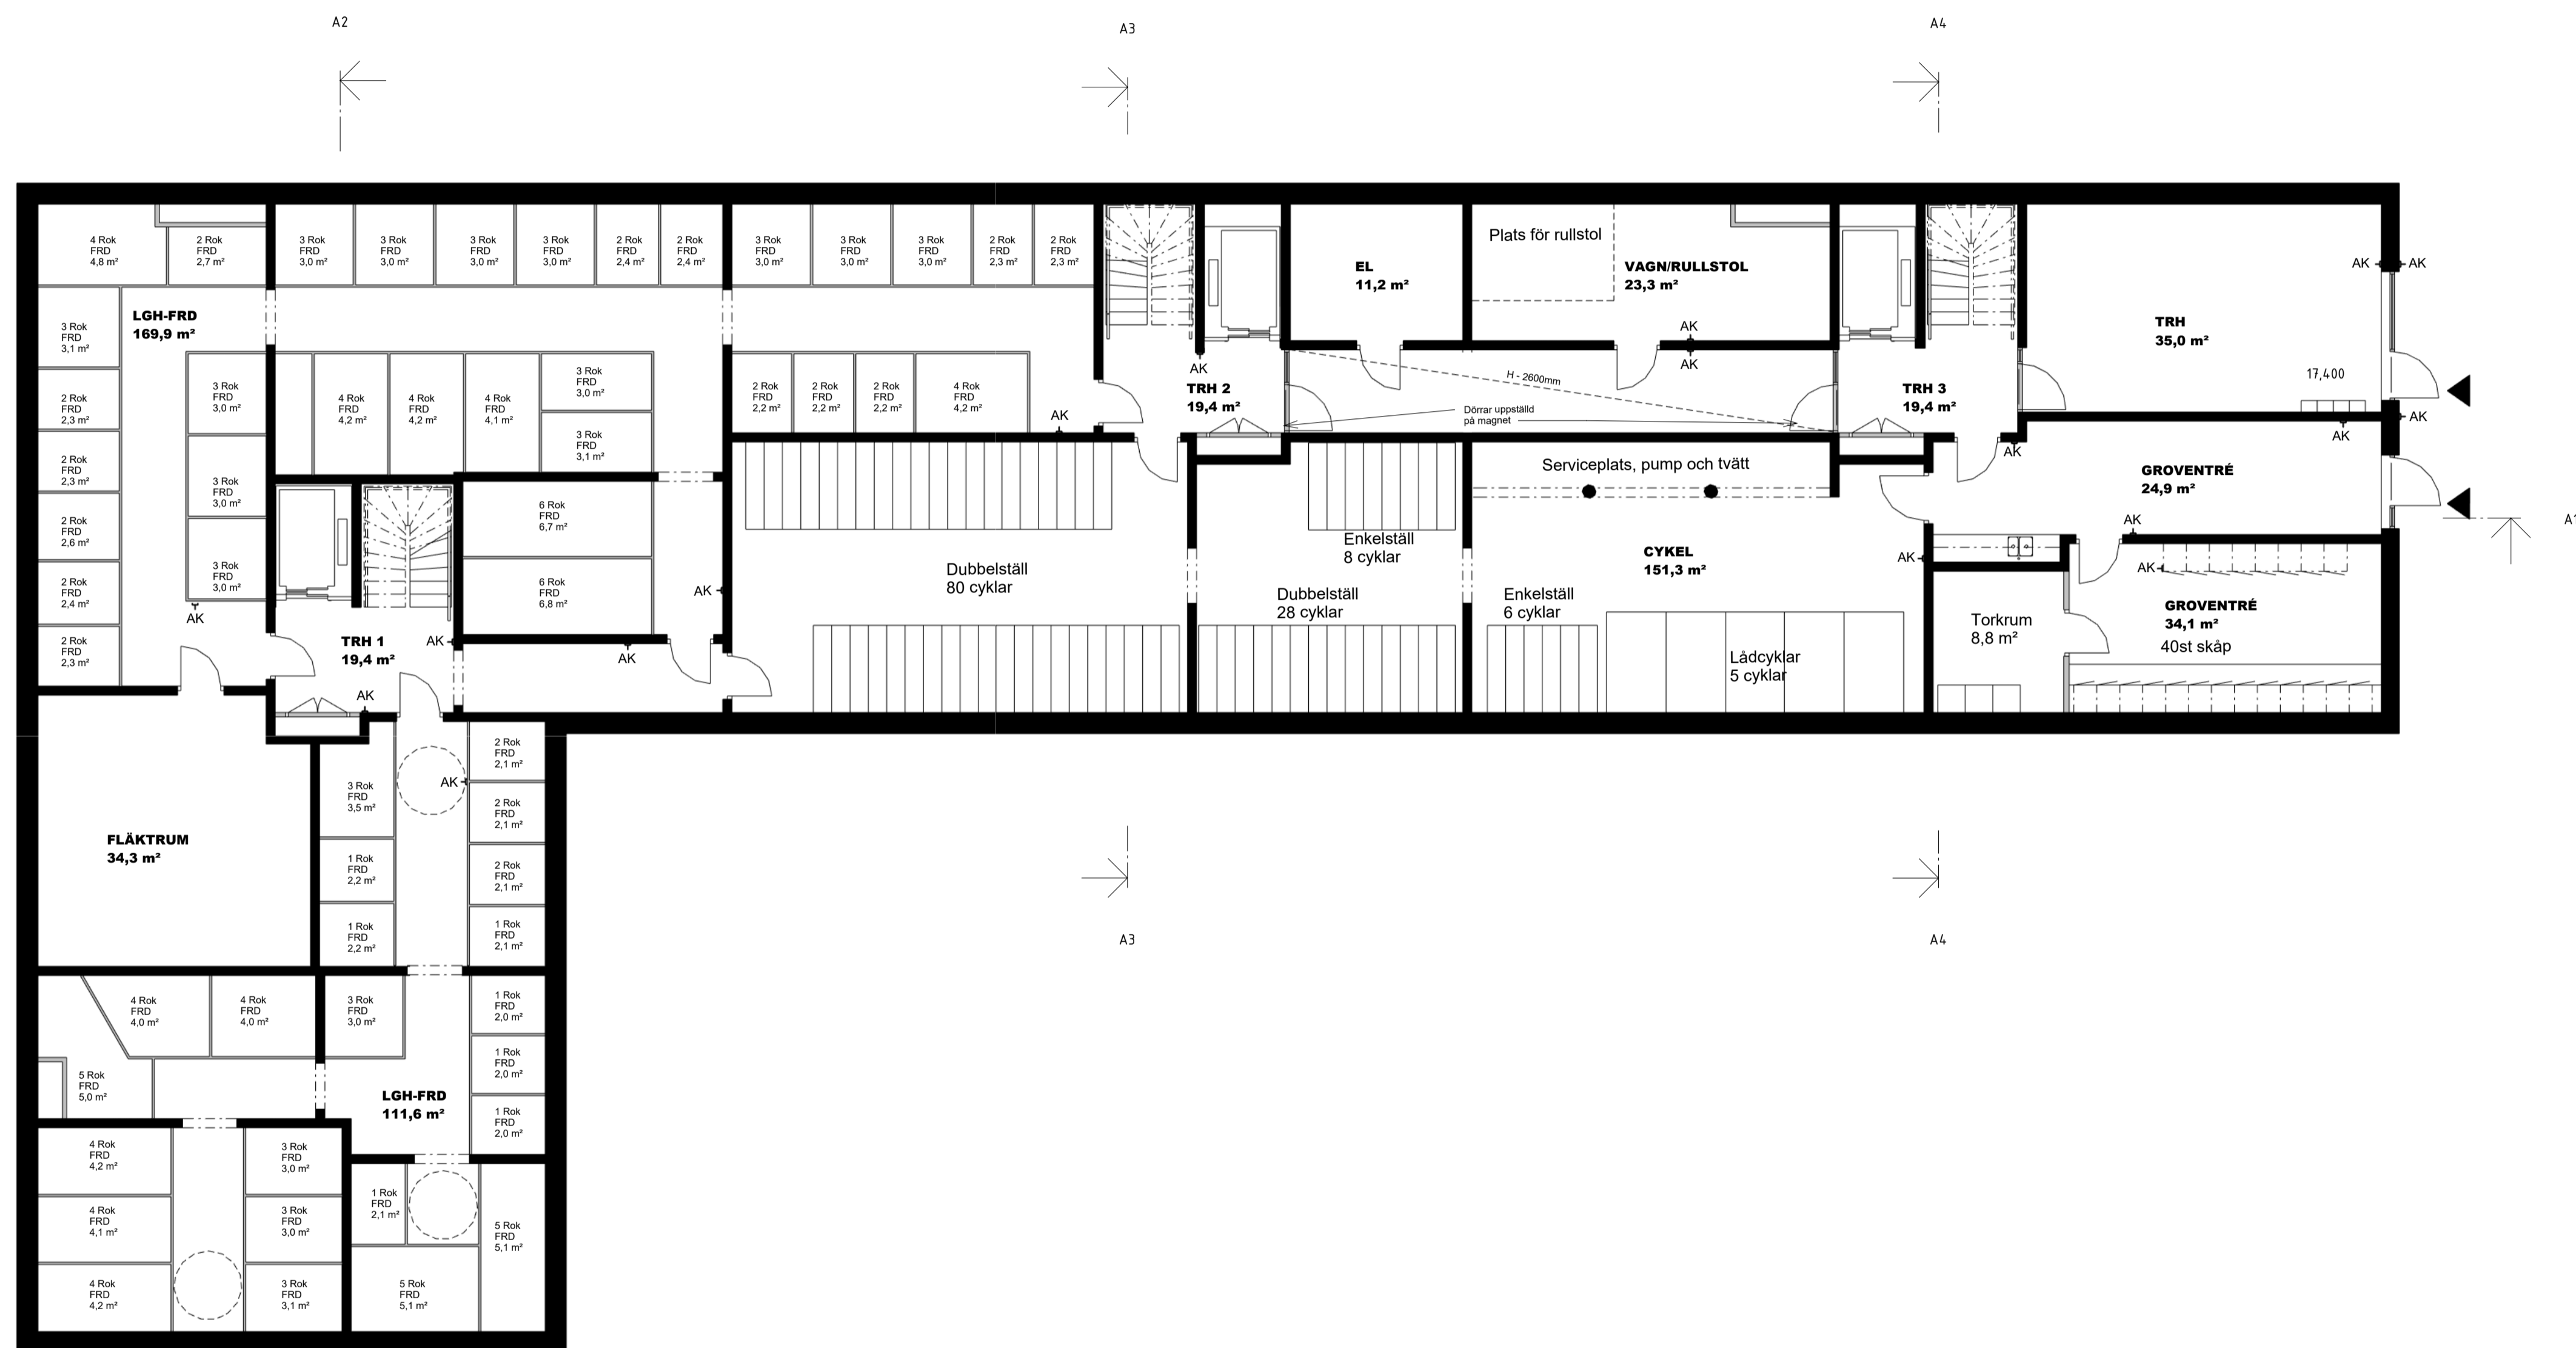 A2
A3
A4
4 Rok
FRD
4,8 m²
2 Rok
FRD
2,7 m²
3 Rok
FRD
3,0 m²
3 Rok
FRD
3,0 m²
3 Rok
FRD
3,0 m²
3 Rok
FRD
3,0 m²
2 Rok
FRD
2,4 m²
2 Rok
FRD
2,4 m²
3 Rok
FRD
3,0 m²
3 Rok
FRD
3,0 m²
3 Rok
FRD
3,0 m²
2 Rok
FRD
2,3 m²
2 Rok
FRD
2,3 m²
Plats för rullstol
EL
11,2 m²
VAGN/RULLSTOL
23,3 m²
AK
AK
LGH-FRD
169,9 m²
3 Rok
FRD
3,1 m²
TRH
35,0 m²
AK
AK
AK
17,400
H - 2600mm
Dörrar uppställd
på magnet
TRH 2
19,4 m²
TRH 3
19,4 m²
2 Rok
FRD
2,3 m²
3 Rok
FRD
3,0 m²
4 Rok
FRD
4,2 m²
4 Rok
FRD
4,2 m²
4 Rok
FRD
4,1 m²
3 Rok
FRD
3,0 m²
3 Rok
FRD
3,1 m²
2 Rok
FRD
2,2 m²
2 Rok
FRD
2,2 m²
2 Rok
FRD
2,2 m²
4 Rok
FRD
4,2 m²
AK
AK
AK
AK
2 Rok
FRD
2,3 m²
3 Rok
FRD
3,0 m²
Serviceplats, pump och tvätt
GROVENTRÉ
24,9 m²
2 Rok
FRD
2,6 m²
6 Rok
FRD
6,7 m²
Enkelställ
8 cyklar
CYKEL
151,3 m²
AK
AK
AK
A1
2 Rok
FRD
2,4 m²
3 Rok
FRD
3,0 m²
AK
6 Rok
FRD
6,8 m²
AK
Dubbelställ
80 cyklar
Dubbelställ
28 cyklar
Enkelställ
6 cyklar
Torkrum
8,8 m²
GROVENTRÉ
34,1 m²
40st skåp
2 Rok
FRD
2,3 m²
TRH 1
19,4 m²
AK
AK
AK
Lådcyklar
5 cyklar
2 Rok
FRD
2,1 m²
3 Rok
FRD
3,5 m²
AK
2 Rok
FRD
2,1 m²
FLÄKTRUM
34,3 m²
1 Rok
FRD
2,2 m²
2 Rok
FRD
2,1 m²
1 Rok
FRD
2,2 m²
1 Rok
FRD
2,1 m²
A3
A4
4 Rok
FRD
4,0 m²
4 Rok
FRD
4,0 m²
3 Rok
FRD
3,0 m²
1 Rok
FRD
2,0 m²
5 Rok
FRD
5,0 m²
1 Rok
FRD
2,0 m²
LGH-FRD
111,6 m²
1 Rok
FRD
2,0 m²
4 Rok
FRD
4,2 m²
3 Rok
FRD
3,0 m²
4 Rok
FRD
4,1 m²
3 Rok
FRD
3,0 m²
1 Rok
FRD
2,1 m²
5 Rok
FRD
5,1 m²
4 Rok
FRD
4,2 m²
3 Rok
FRD
3,1 m²
5 Rok
FRD
5,1 m²